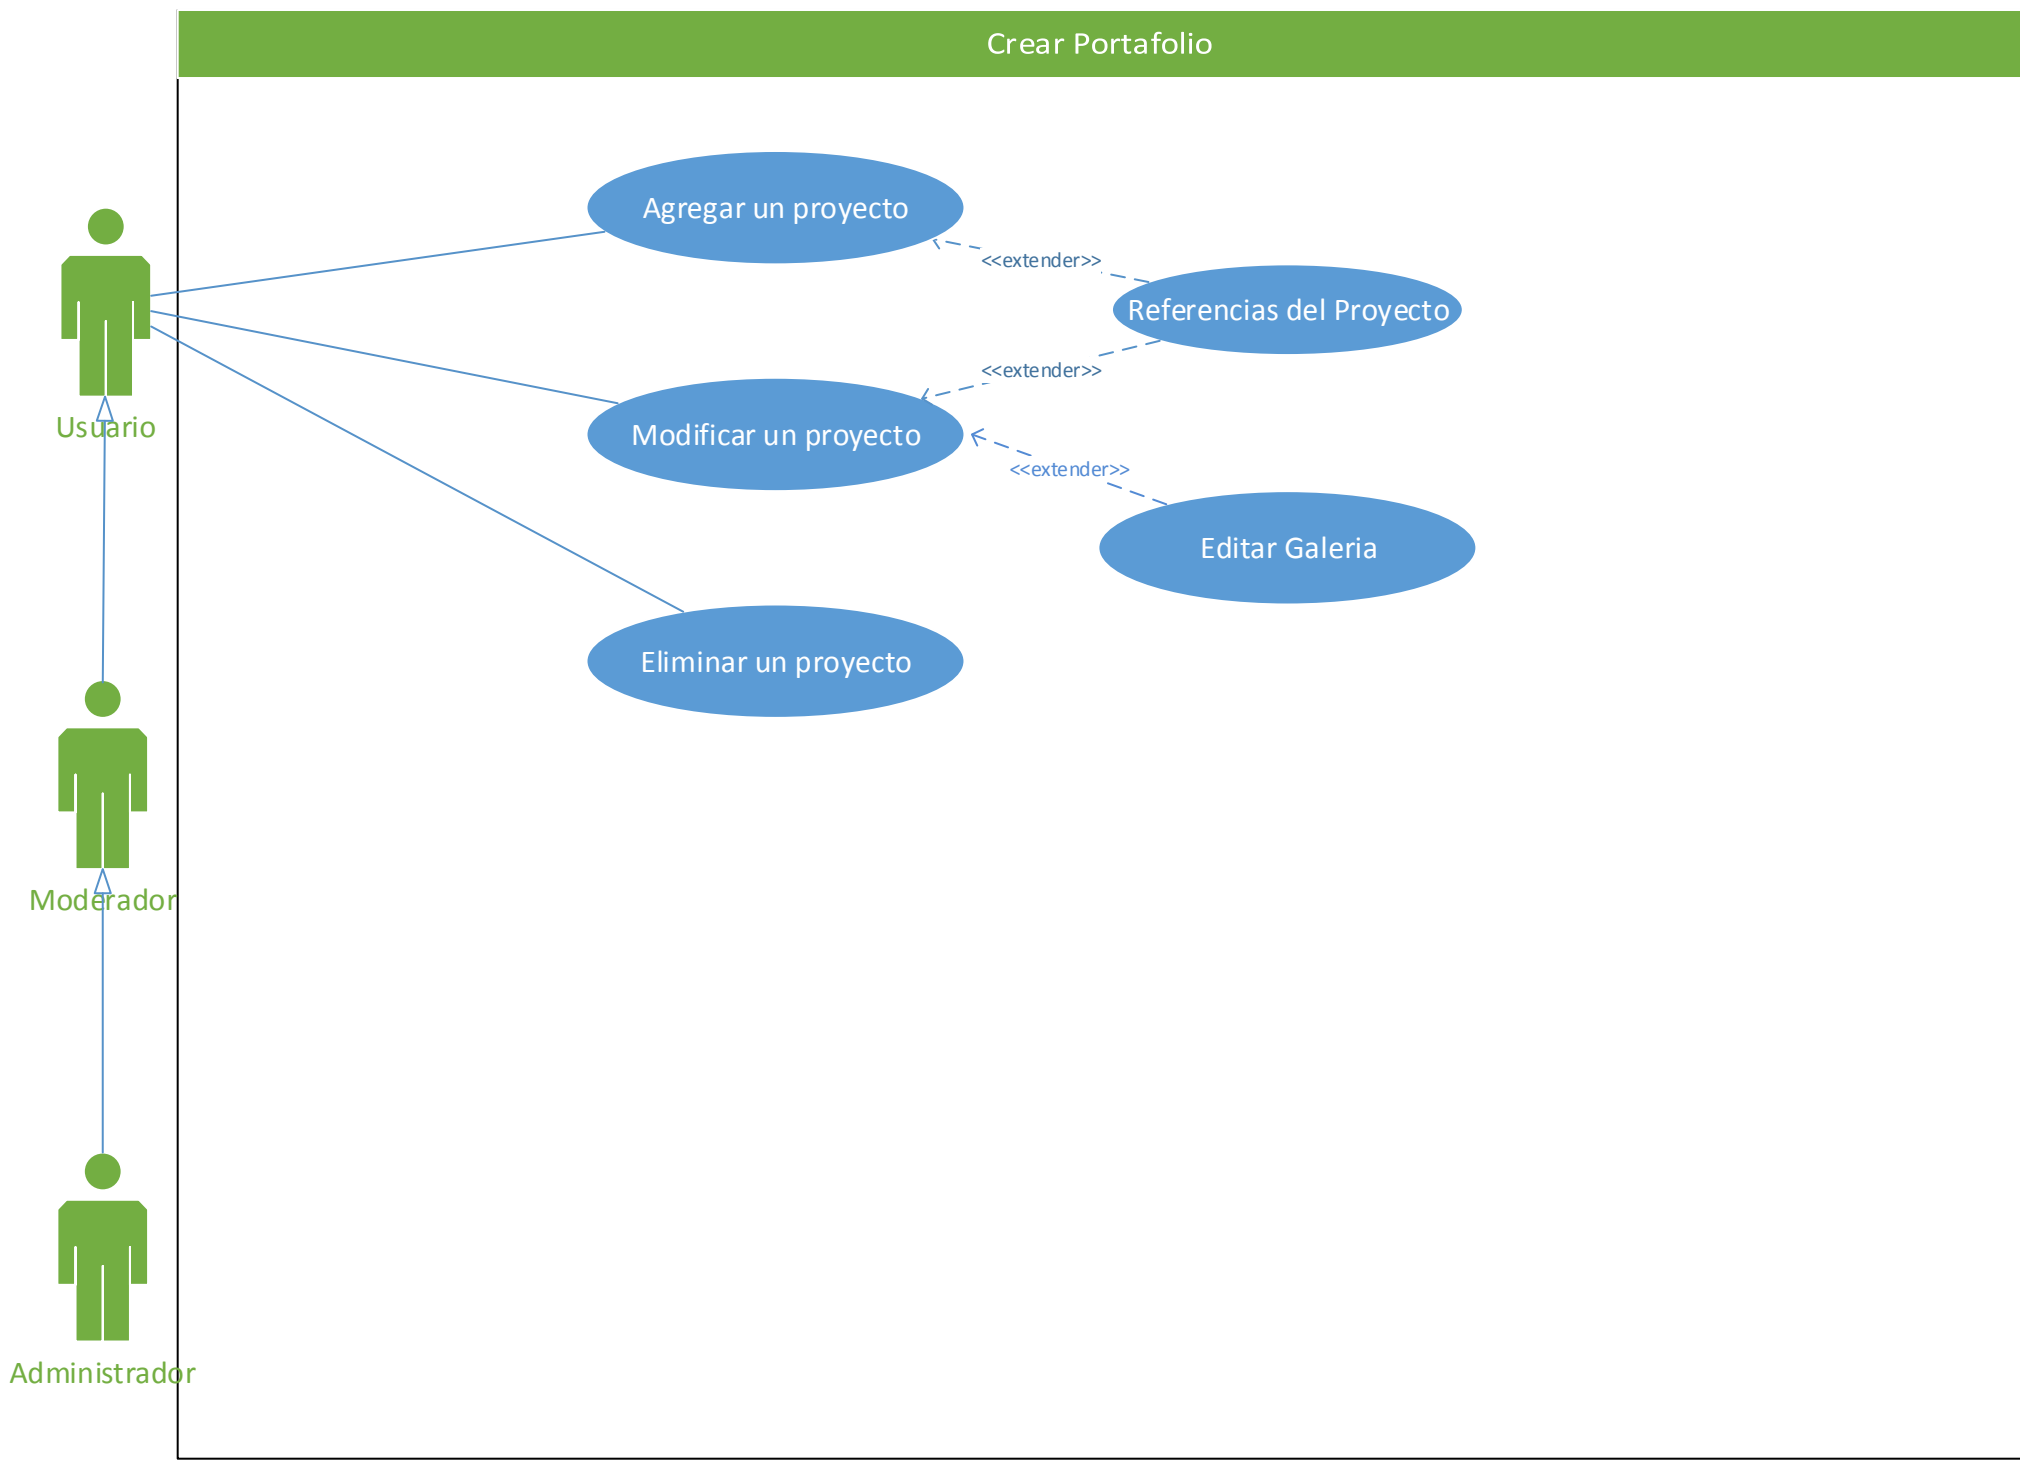 Crear Portafolio
Agregar un proyecto
<<extender>>
Referencias del Proyecto
<<extender>>
Usuario
Modificar un proyecto
<<extender>>
Editar Galeria
Eliminar un proyecto
Moderador
Administrador